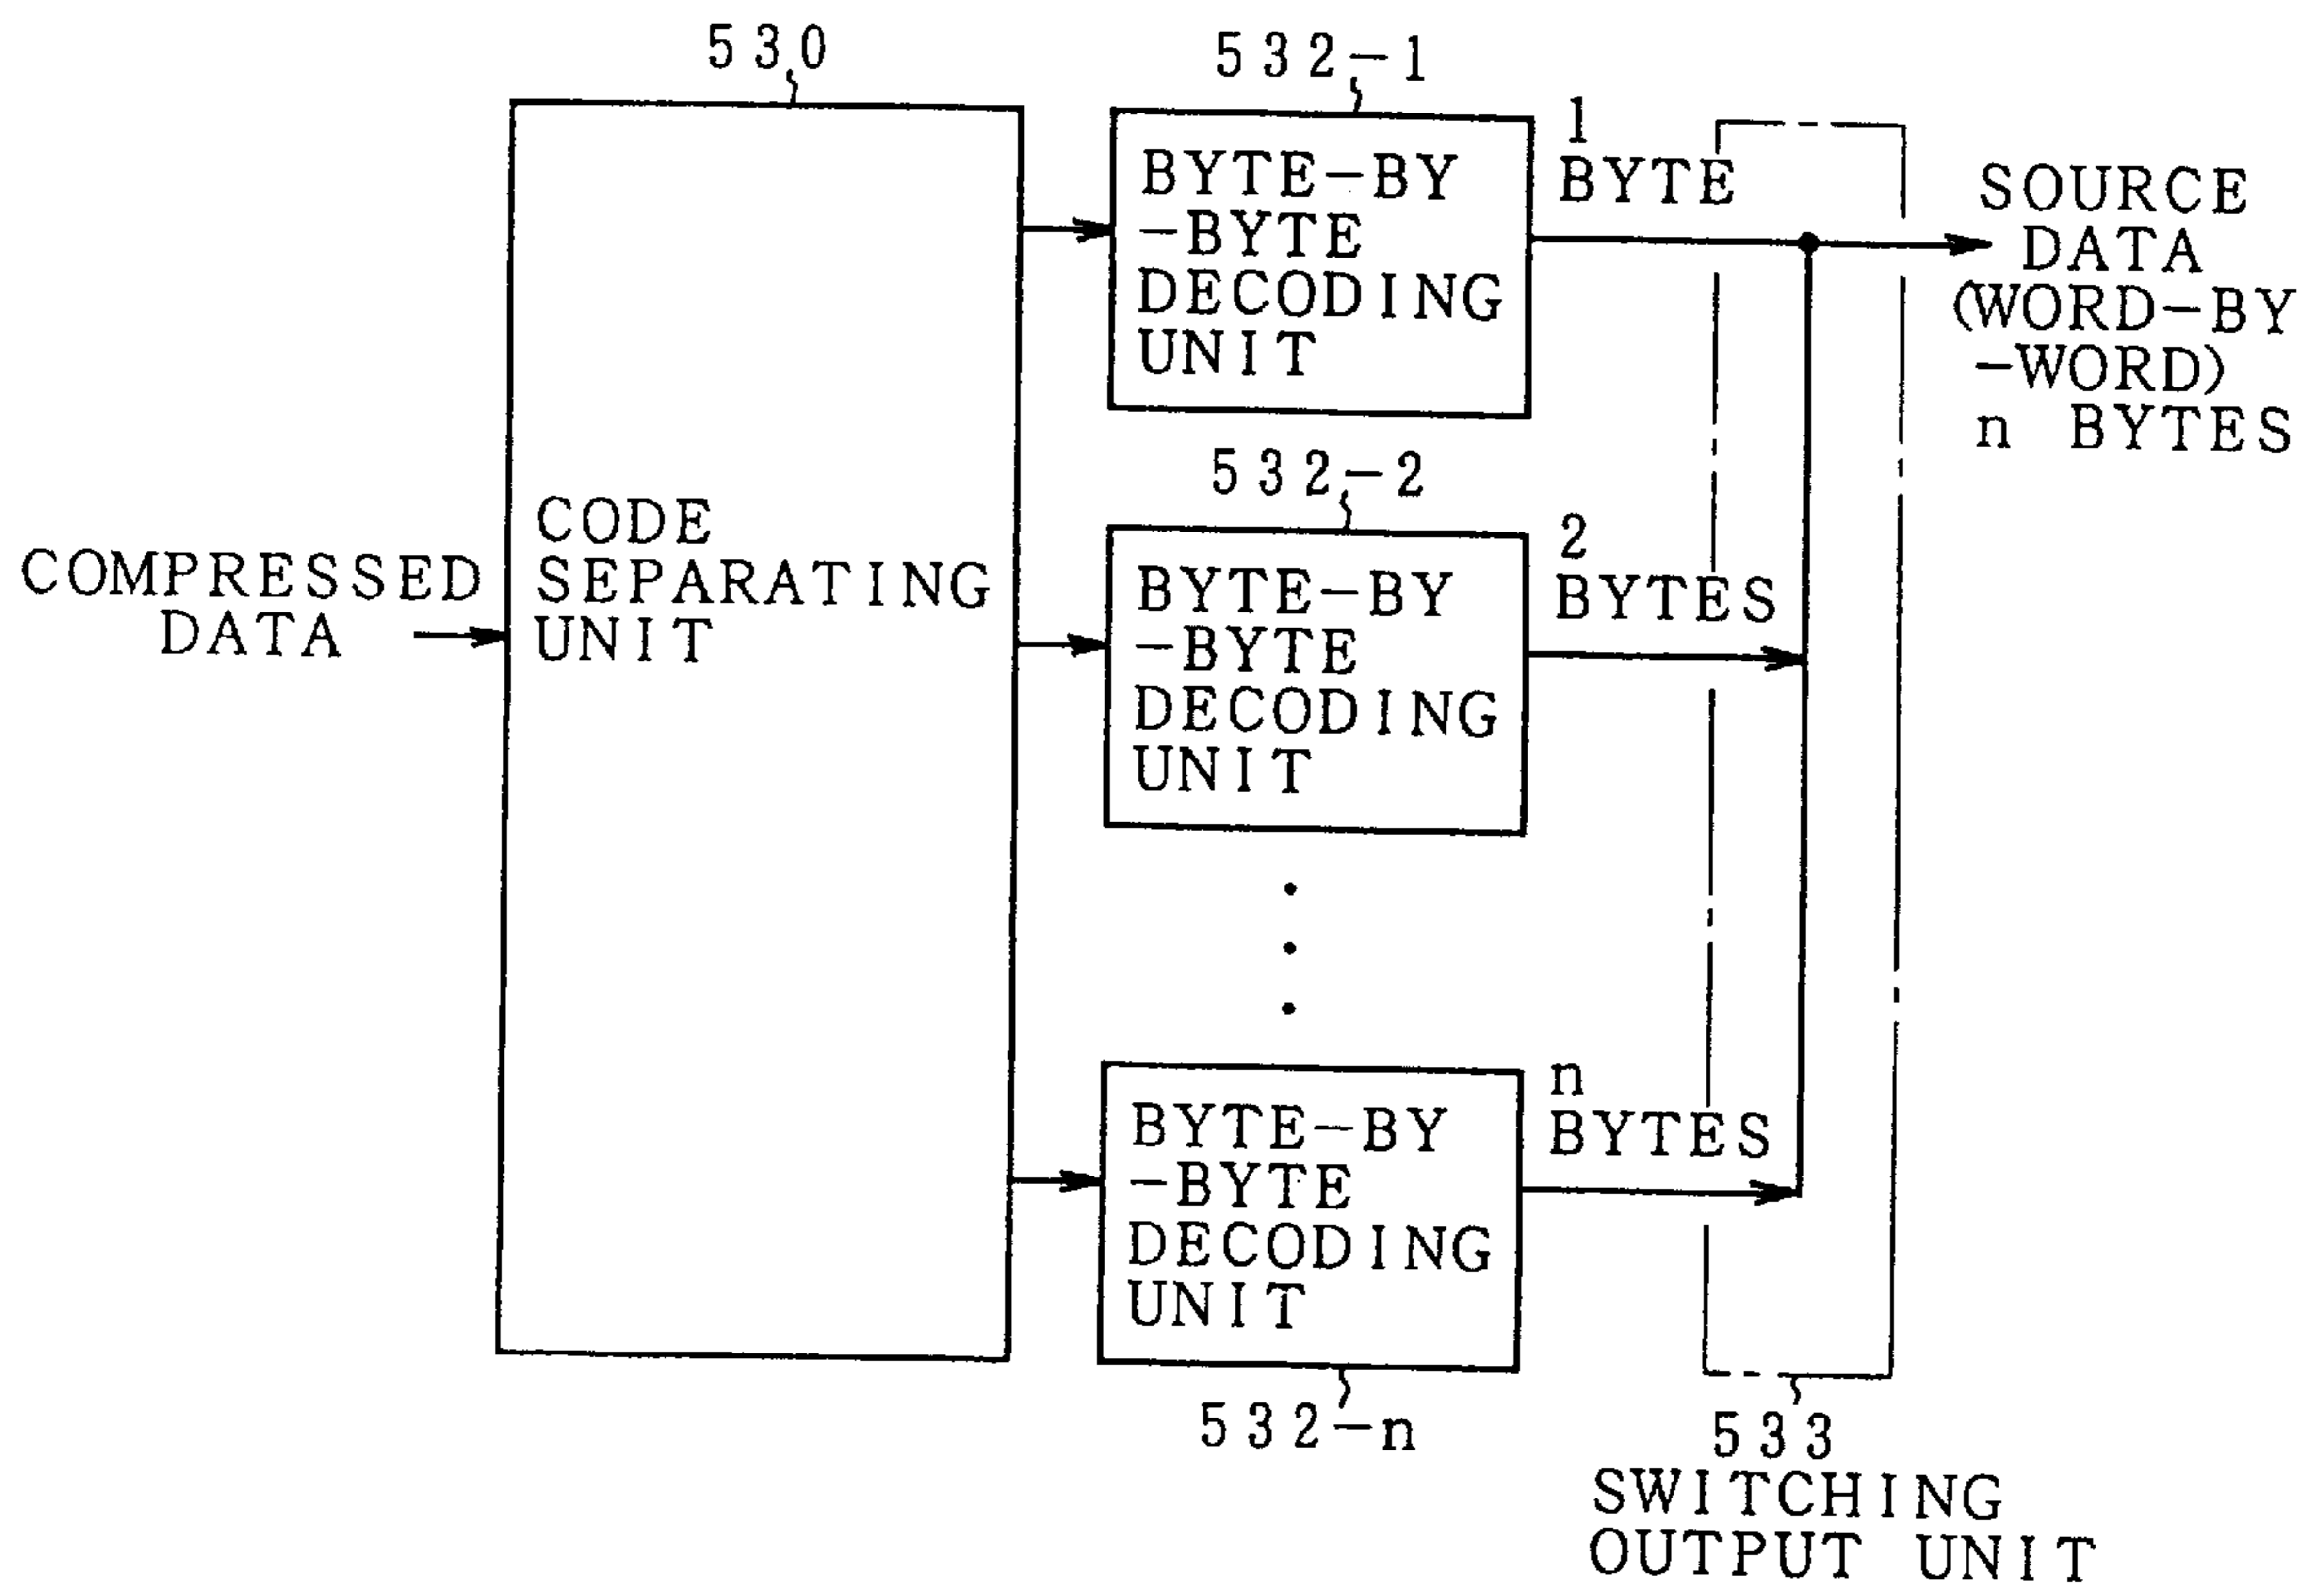 530
532-1
1
BYTE
BYTE-BY
-BYTE
DECODING
UNIT
SOURCE
DATA
(WORD-BY
-WORD)
n BYTES
532-2
2
BYTES
BYTE-BY
-BYTE
DECODING
UNIT
CODE
SEPARATING
UNIT
COMPRESSED
DATA
n
BYTES
BYTE-BY
-BYTE
DECODING
UNIT
532-n
533
SWITCHING
OUTPUT UNIT